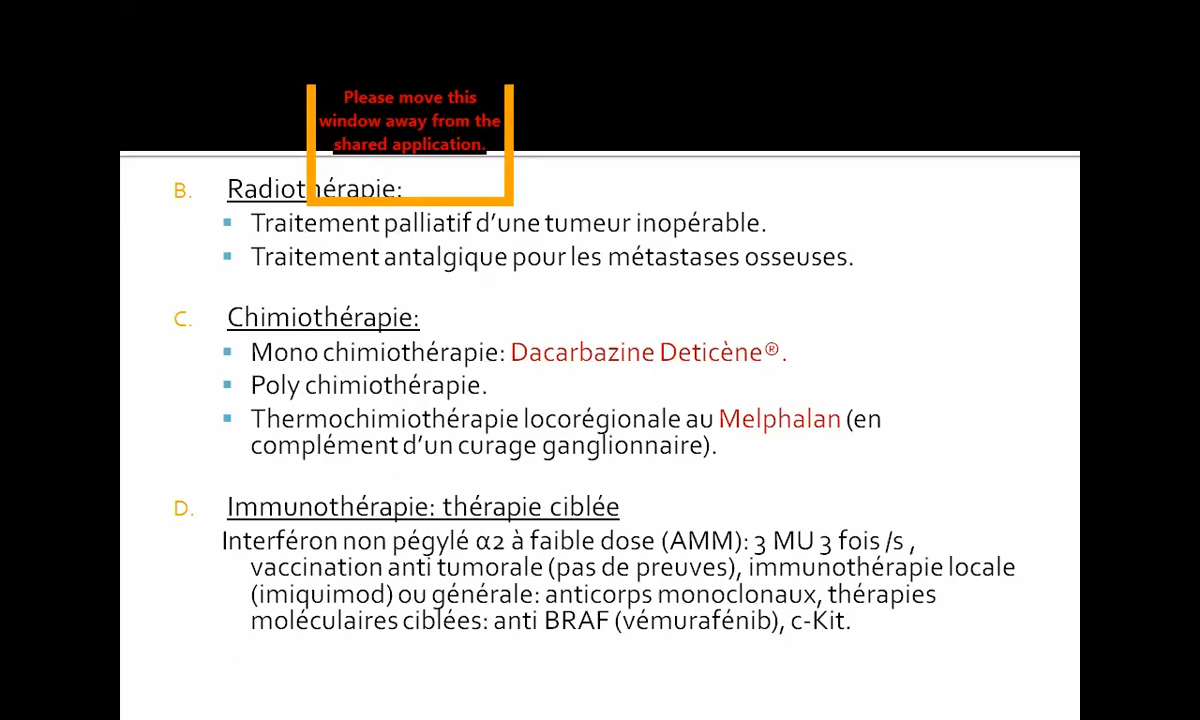 Please move this
window away from the
shared application.
B. Radiothérapie:
▪ Traitement palliatif d’une tumeur inopérable.
▪ Traitement antalgique pour les métastases osseuses.
C. Chimiothérapie:
▪ Mono chimiothérapie: Dacarbazine Deticène®.
▪ Poly chimiothérapie.
▪ Thermochimiothérapie locorégionale au Melphalan (en
complément d’un curage ganglionnaire).
D. Immunothérapie: thérapie ciblée
Interféron non pégylé α2 à faible dose (AMM): 3 MU 3 fois /s ,
vaccination anti tumorale (pas de preuves), immunothérapie locale
(imiquimod) ou générale: anticorps monoclonaux, thérapies
moléculaires ciblées: anti BRAF (vémurafénib), c-Kit.